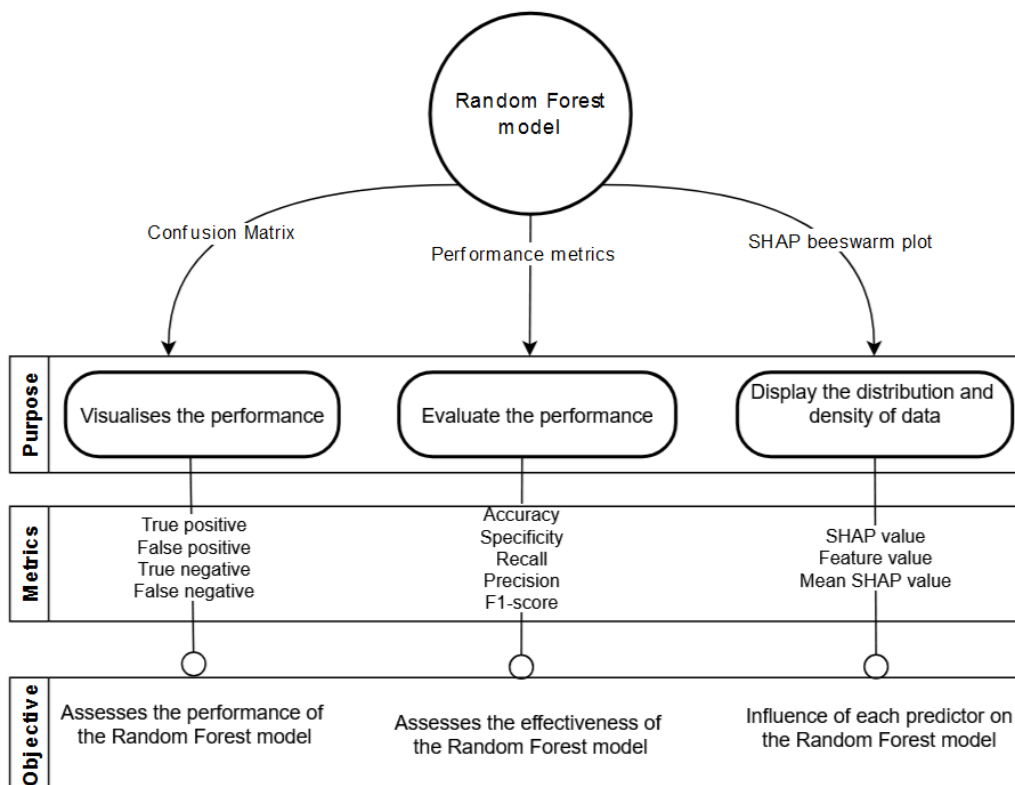 Random Forest
model
Confusion Matrix
Performance metrics
SHAP beeswarm plot
Purpose
Visualises the performance
Evaluate the performance
Display the distribution and
density of data
Metrics
True positive
False positive
True negative
False negative
Accuracy
Specificity
Recall
Precision
F1-score
SHAP value
Feature value
Mean SHAP value
Objective
Assesses the performance of
the Random Forest model
Assesses the effectiveness of
the Random Forest model
Influence of each predictor on
the Random Forest model